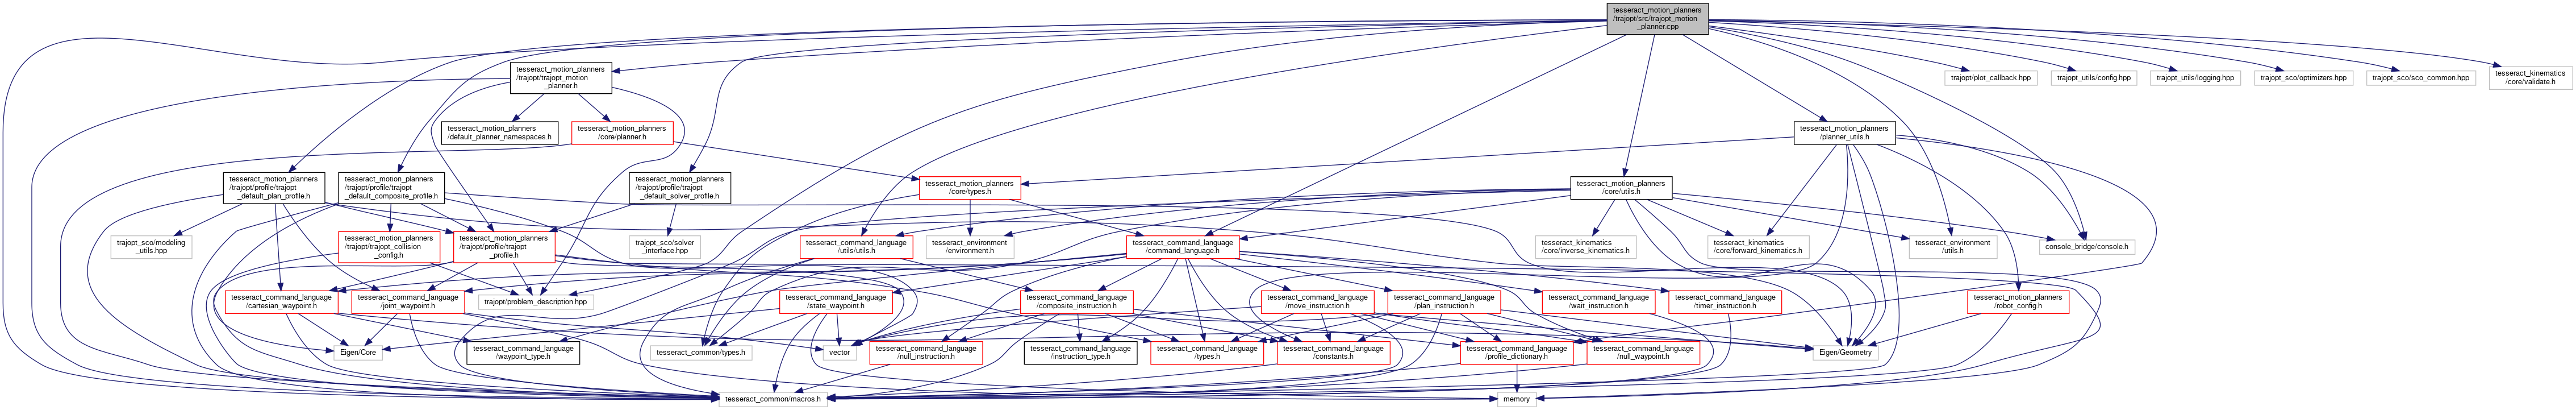 tesseract_motion_planners
/trajopt/src/trajopt_motion
_planner.cpp
tesseract_motion_planners
/trajopt/trajopt_motion
_planner.h
trajopt/plot_callback.hpp
trajopt_utils/config.hpp
trajopt_utils/logging.hpp
trajopt_sco/optimizers.hpp
trajopt_sco/sco_common.hpp
tesseract_kinematics
/core/validate.h
tesseract_motion_planners
/default_planner_namespaces.h
tesseract_motion_planners
/core/planner.h
tesseract_motion_planners
/planner_utils.h
tesseract_motion_planners
/trajopt/profile/trajopt
_default_plan_profile.h
tesseract_motion_planners
/trajopt/profile/trajopt
_default_composite_profile.h
tesseract_motion_planners
/trajopt/profile/trajopt
_default_solver_profile.h
tesseract_motion_planners
/core/types.h
tesseract_motion_planners
/core/utils.h
trajopt_sco/modeling
_utils.hpp
tesseract_motion_planners
/trajopt/trajopt_collision
_config.h
tesseract_motion_planners
/trajopt/profile/trajopt
_profile.h
trajopt_sco/solver
_interface.hpp
tesseract_command_language
/utils/utils.h
tesseract_environment
/environment.h
tesseract_command_language
/command_language.h
tesseract_kinematics
/core/inverse_kinematics.h
tesseract_kinematics
/core/forward_kinematics.h
tesseract_environment
/utils.h
console_bridge/console.h
tesseract_command_language
/cartesian_waypoint.h
tesseract_command_language
/joint_waypoint.h
trajopt/problem_description.hpp
tesseract_command_language
/state_waypoint.h
tesseract_command_language
/composite_instruction.h
tesseract_command_language
/move_instruction.h
tesseract_command_language
/plan_instruction.h
tesseract_command_language
/wait_instruction.h
tesseract_command_language
/timer_instruction.h
tesseract_motion_planners
/robot_config.h
Eigen/Core
tesseract_command_language
/waypoint_type.h
tesseract_common/types.h
vector
tesseract_command_language
/null_instruction.h
tesseract_command_language
/instruction_type.h
tesseract_command_language
/types.h
tesseract_command_language
/constants.h
tesseract_command_language
/profile_dictionary.h
tesseract_command_language
/null_waypoint.h
Eigen/Geometry
tesseract_common/macros.h
memory